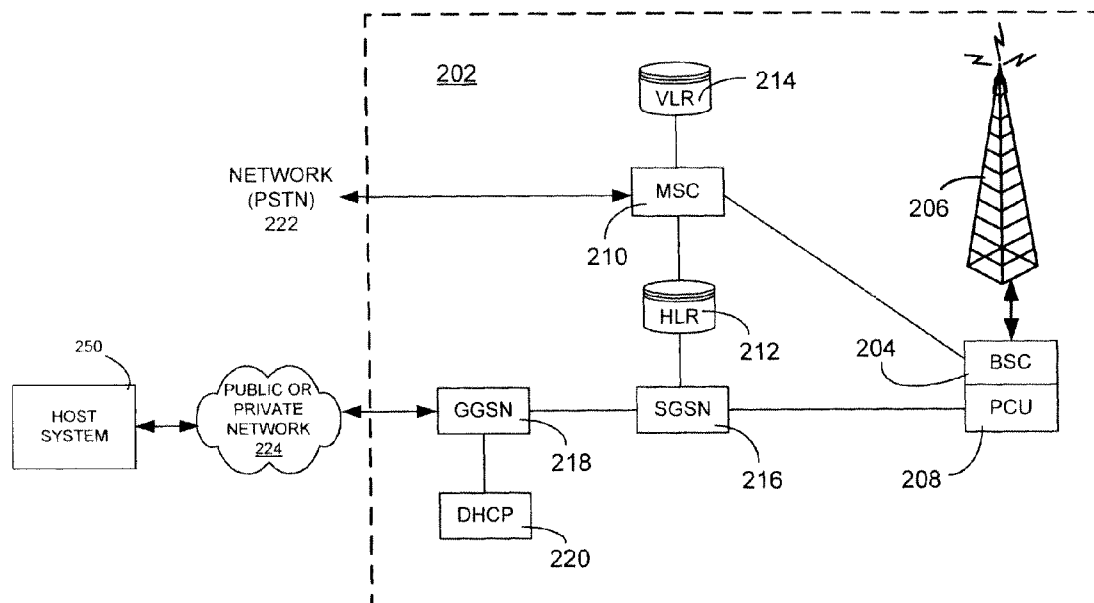 202
VLR
214
NETWORK
(PSTN)
222
MSC
210
206
HLR
212
204
BSC
PCU
208
250
HOST
SYSTEM
PUBLIC OR
PRIVATE
NETWORK
224
GGSN
218
SGSN
216
DHCP
220